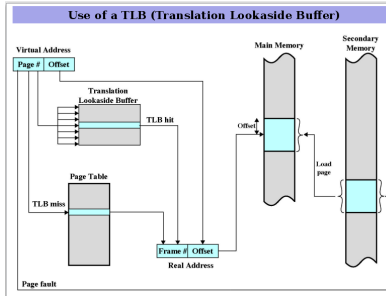 Use of a TLB (Translation Lookaside Buffer)
Secondary
Memory
Main Memory
Virtual Address
Page # Offset
Translation
Lookaside Buffer
TLB hit
Offset
Load
page
Page Table
TLB miss
Frame # Offset
Real Address
Page fault